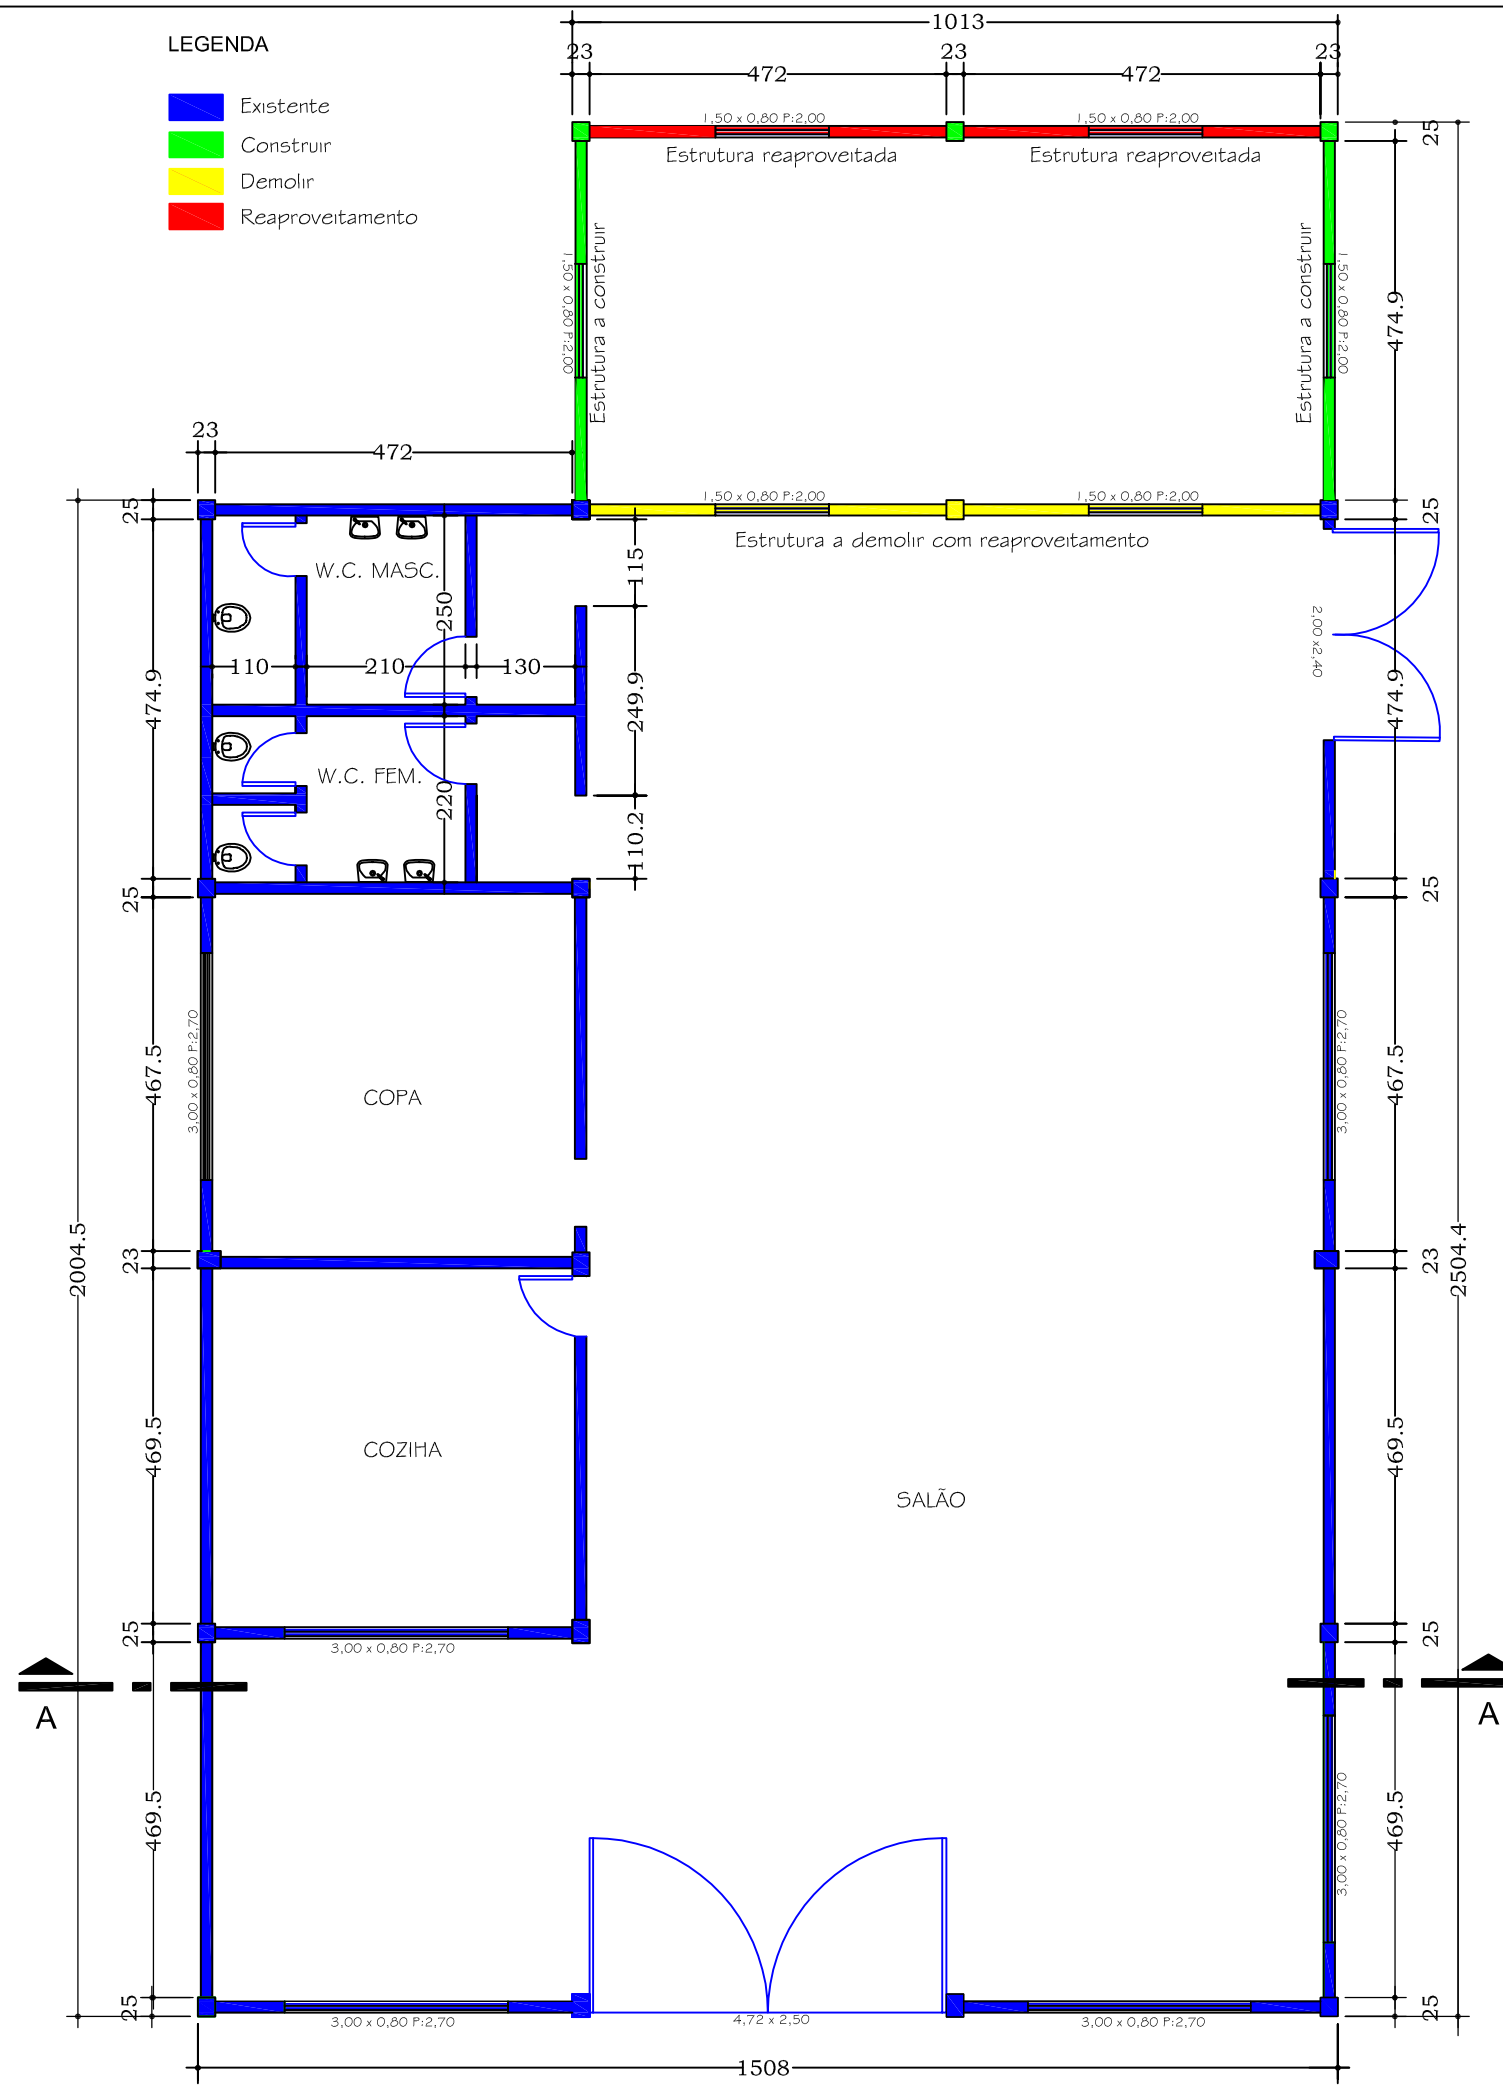 1013
LEGENDA
23
23
23
472
472
Existente
1,50 x 0,80 P:2,00
1,50 x 0,80 P:2,00
25
Construir
Estrutura reaproveitada
Estrutura reaproveitada
Demolir
Reaproveitamento
1,50 x 0,80 P:2,00
Estrutura a construir
Estrutura a construir
1,50 x 0,80 P:2,00
474.9
23
472
25
1,50 x 0,80 P:2,00
1,50 x 0,80 P:2,00
25
Estrutura a demolir com reaproveitamento
115
W.C. MASC.
250
2,00 x2,40
110
210
130
474.9
249.9
474.9
W.C. FEM.
220
110.2
25
25
3,00 x 0,80 P:2,70
467.5
COPA
3,00 x 0,80 P:2,70
467.5
2004.5
23
23
2504.4
469.5
COZIHA
469.5
SALÃO
25
25
3,00 x 0,80 P:2,70
A
A
469.5
3,00 x 0,80 P:2,70
469.5
25
25
3,00 x 0,80 P:2,70
4,72 x 2,50
3,00 x 0,80 P:2,70
1508